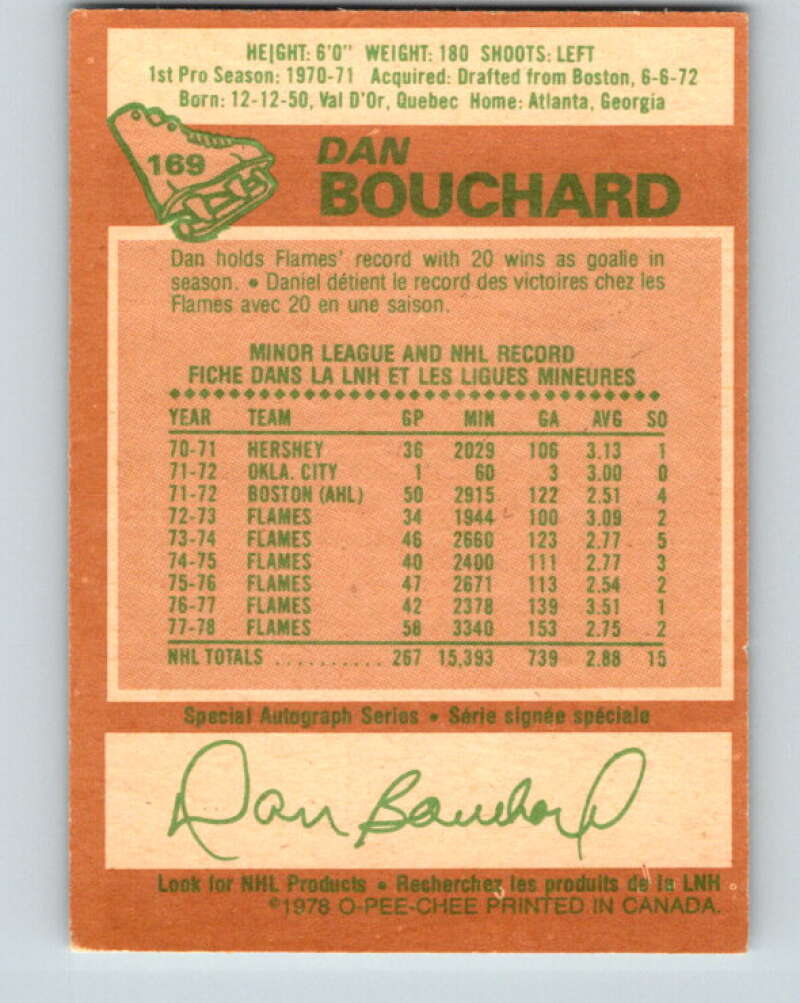 HEIGHT: 6'0" WEIGHT: 180 SHOOTS: LEFT
1st Pro Season: 1970-71 Acquired: Drafted from Boston, 6-6-72
Born: 12-12-50, Val D'Or, Quebec Home: Atlanta, Georgia
169
DAN
BOUCHARD
Dan holds Flames' record with 20 wins as goalie in
season. • Daniel détient le record des victoires chez les
Flames avec 20 en une saison.
MINOR LEAGUE AND NHL RECORD
FICHE DANS LA LNH ET LES LIGUES MINEURES
YEAR TEAM GP MIN GA AVG SO
70-71 HERSHEY 36 2029 106 3.13 1
71-72 OKLA. CITY 1 60 3 3.00 0
71-72 BOSTON (AHL) 50 2915 122 2.51 4
72-73 FLAMES 34 1944 100 3.09 2
73-74 FLAMES 46 2660 123 2.77 5
74-75 FLAMES 40 2400 111 2.77 3
75-76 FLAMES 47 2671 113 2.54 2
76-77 FLAMES 42 2378 139 3.51 1
77-78 FLAMES 58 3340 153 2.75 2
NHL TOTALS .......... 267 15,393 739 2.88 15
Special Autograph Series • Série signée spéciale
Dan Bouchard
Look for NHL Products • Recherchez les produits de la LNH
©1978 O-PEE-CHEE PRINTED IN CANADA.